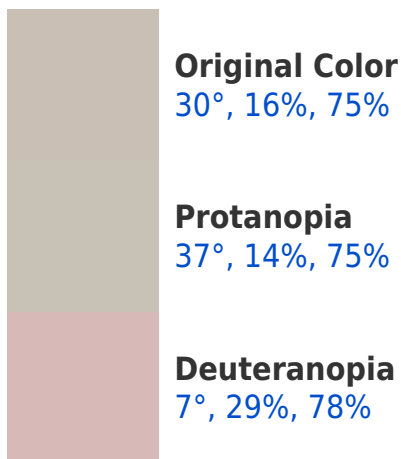 Original Color
30°, 16%, 75%
Protanopia
37°, 14%, 75%
Deuteranopia
7°, 29%, 78%